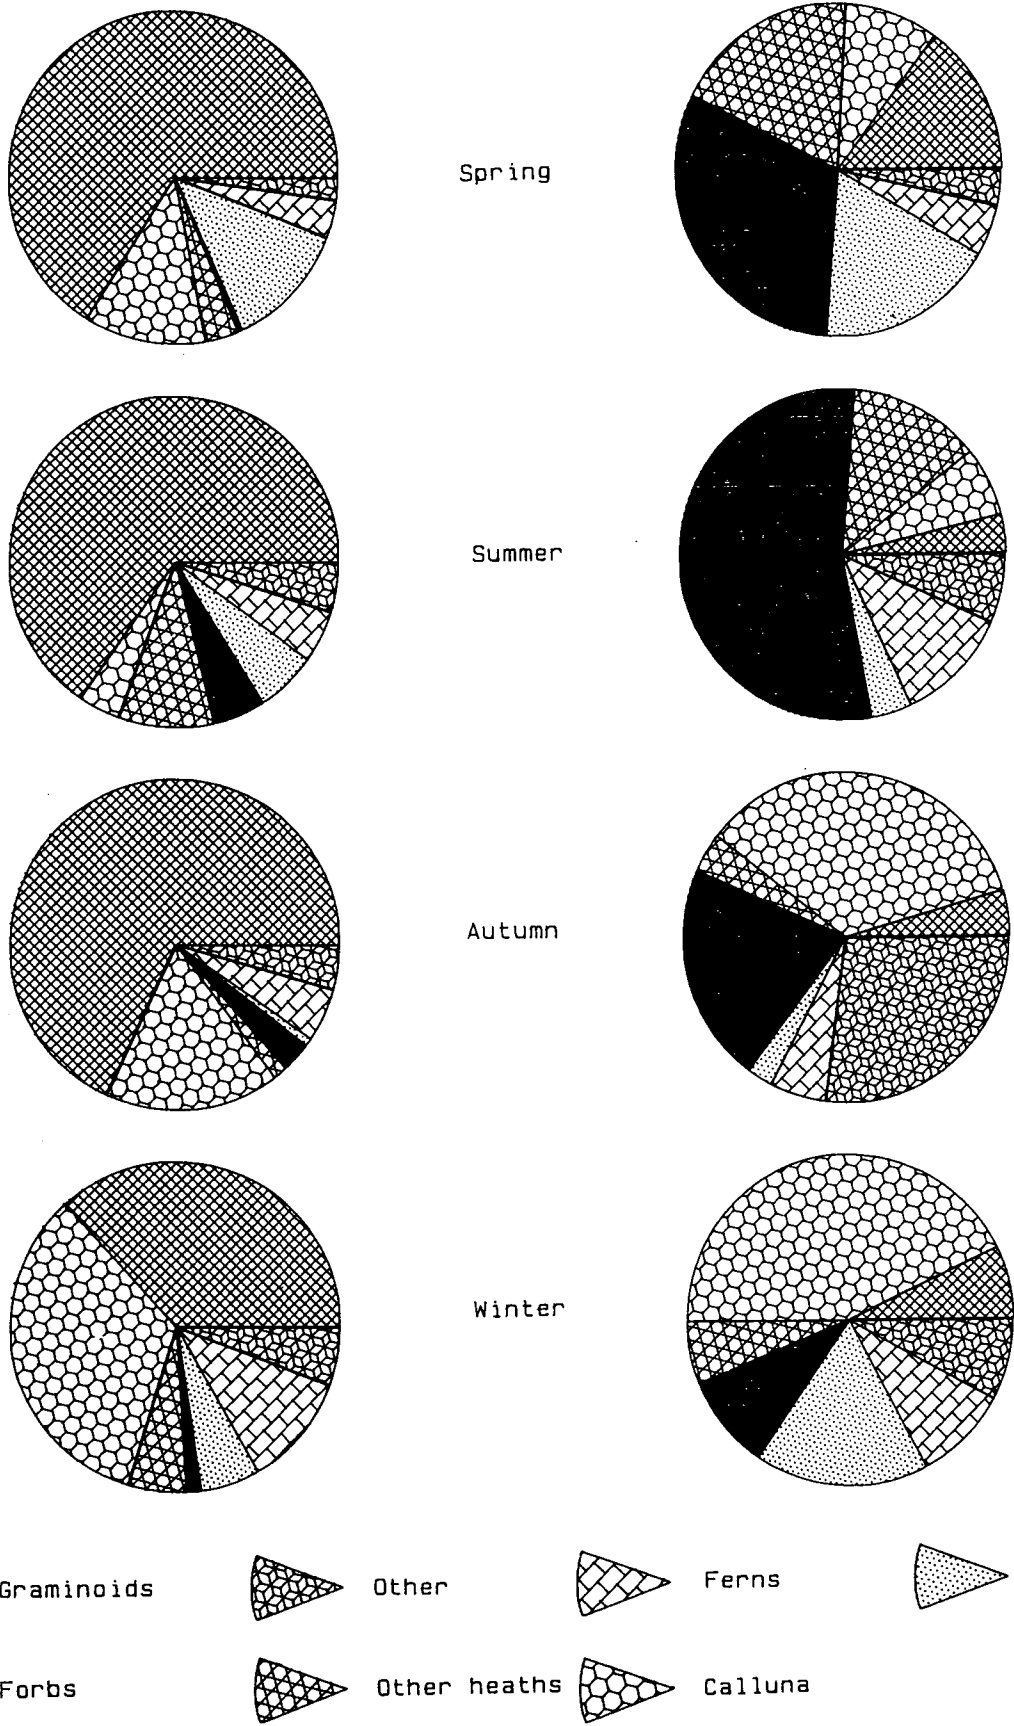 Spring
Summer
Autumn
Winter
Graminoids Other Ferns
Forbs Other heaths Calluna